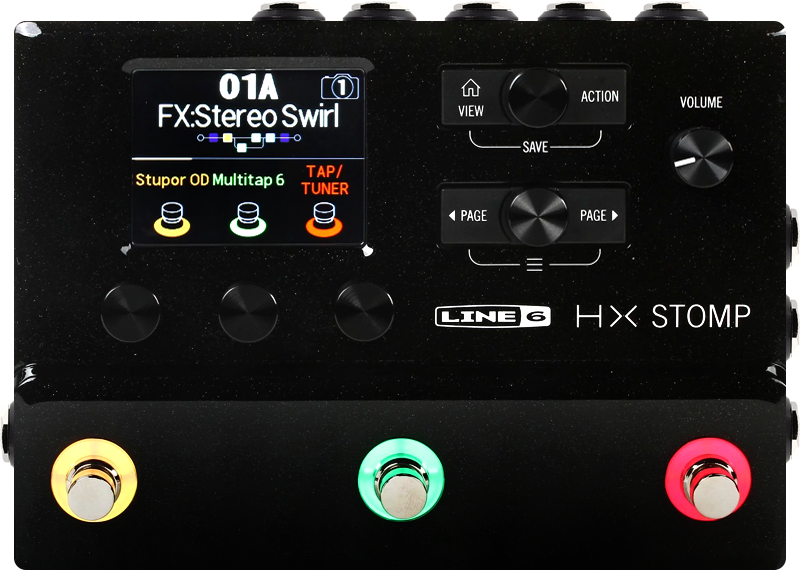 01A
1
FX:Stereo Swirl
Stupor OD
Multitap 6
TAP/
TUNER
VIEW
ACTION
SAVE
VOLUME
PAGE
PAGE
LINE 6
HX STOMP